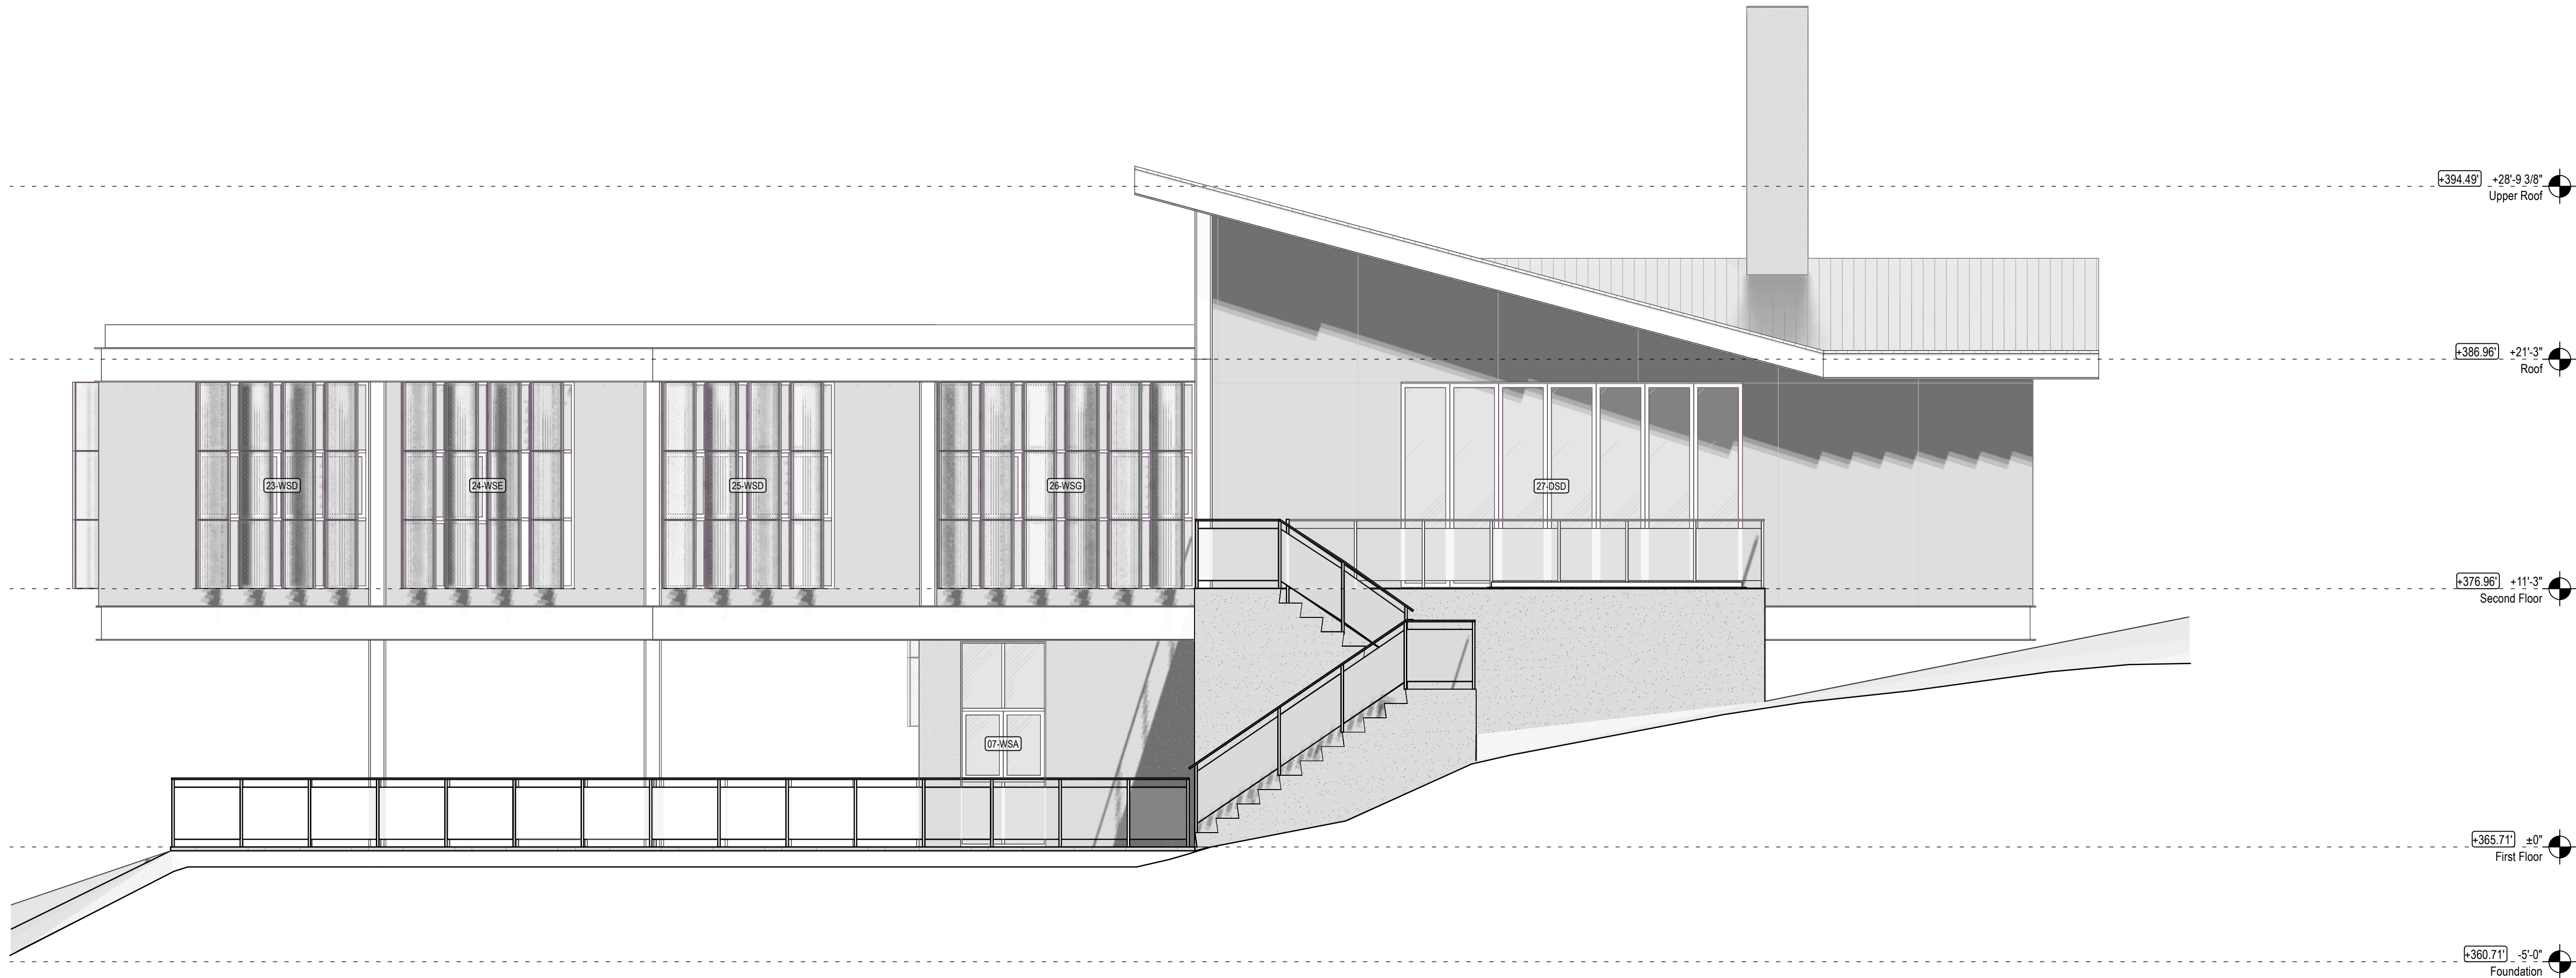 +394.49' +28'-9 3/8"
Upper Roof
+386.96' +21'-3"
Roof
23-WSD 24-WSE 25-WSD 26-WSG 27-DSD
+376.96' +11'-3"
Second Floor
07-WSA
+365.71' ±0"
First Floor
+360.71' -5'-0"
Foundation